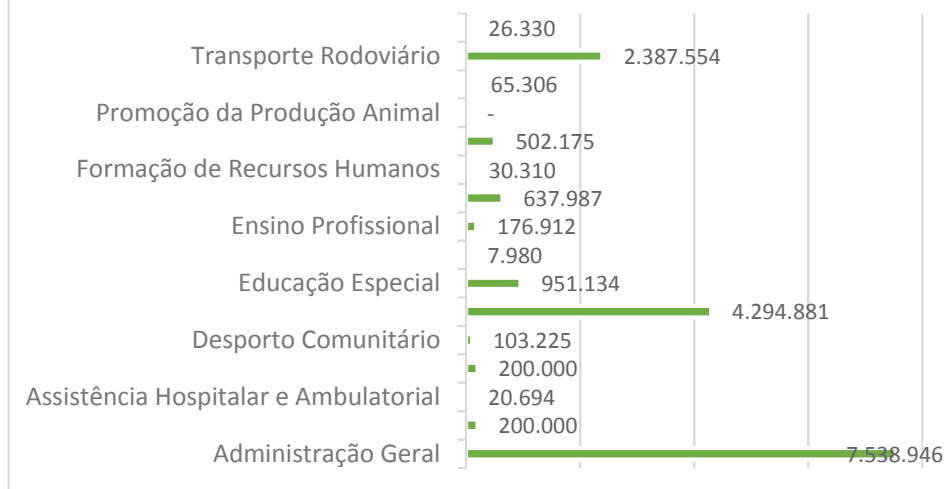 26.330
Transporte Rodoviário 2.387.554
65.306
Promoção da Produção Animal -
502.175
Formação de Recursos Humanos 30.310
637.987
Ensino Profissional 176.912
7.980
Educação Especial 951.134
4.294.881
Desporto Comunitário 103.225
200.000
Assistência Hospitalar e Ambulatorial 20.694
200.000
Administração Geral 7.538.946